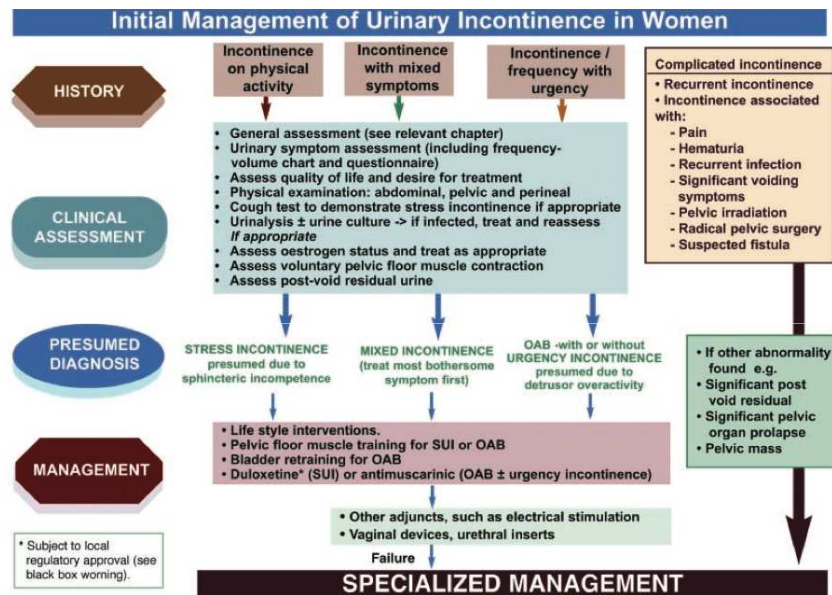 Initial Management of Urinary Incontinence in Women
HISTORY
Incontinence
on physical
activity
Incontinence
with mixed
symptoms
Incontinence /
frequency with
urgency
Complicated incontinence
• Recurrent incontinence
• Incontinence associated
with:
- Pain
- Hematuria
- Recurrent infection
- Significant voiding
symptoms
- Pelvic irradiation
- Radical pelvic surgery
- Suspected fistula
CLINICAL
ASSESSMENT
• General assessment (see relevant chapter)
• Urinary symptom assessment (including frequency-
volume chart and questionnaire)
• Assess quality of life and desire for treatment
• Physical examination: abdominal, pelvic and perineal
• Cough test to demonstrate stress incontinence if appropriate
• Urinalysis ± urine culture -> if infected, treat and reassess
If appropriate
• Assess oestrogen status and treat as appropriate
• Assess voluntary pelvic floor muscle contraction
• Assess post-void residual urine
PRESUMED
DIAGNOSIS
STRESS INCONTINENCE
presumed due to
sphincteric incompetence
MIXED INCONTINENCE
(treat most bothersome
symptom first)
OAB -with or without
URGENCY INCONTINENCE
presumed due to
detrusor overactivity
• If other abnormality
found e.g.
• Significant post
void residual
• Significant pelvic
organ prolapse
• Pelvic mass
MANAGEMENT
• Life style interventions.
• Pelvic floor muscle training for SUI or OAB
• Bladder retraining for OAB
• Duloxetine* (SUI) or antimuscarinic (OAB ± urgency incontinence)
• Other adjuncts, such as electrical stimulation
• Vaginal devices, urethral inserts
* Subject to local
regulatory approval (see
black box worning).
Failure
SPECIALIZED MANAGEMENT